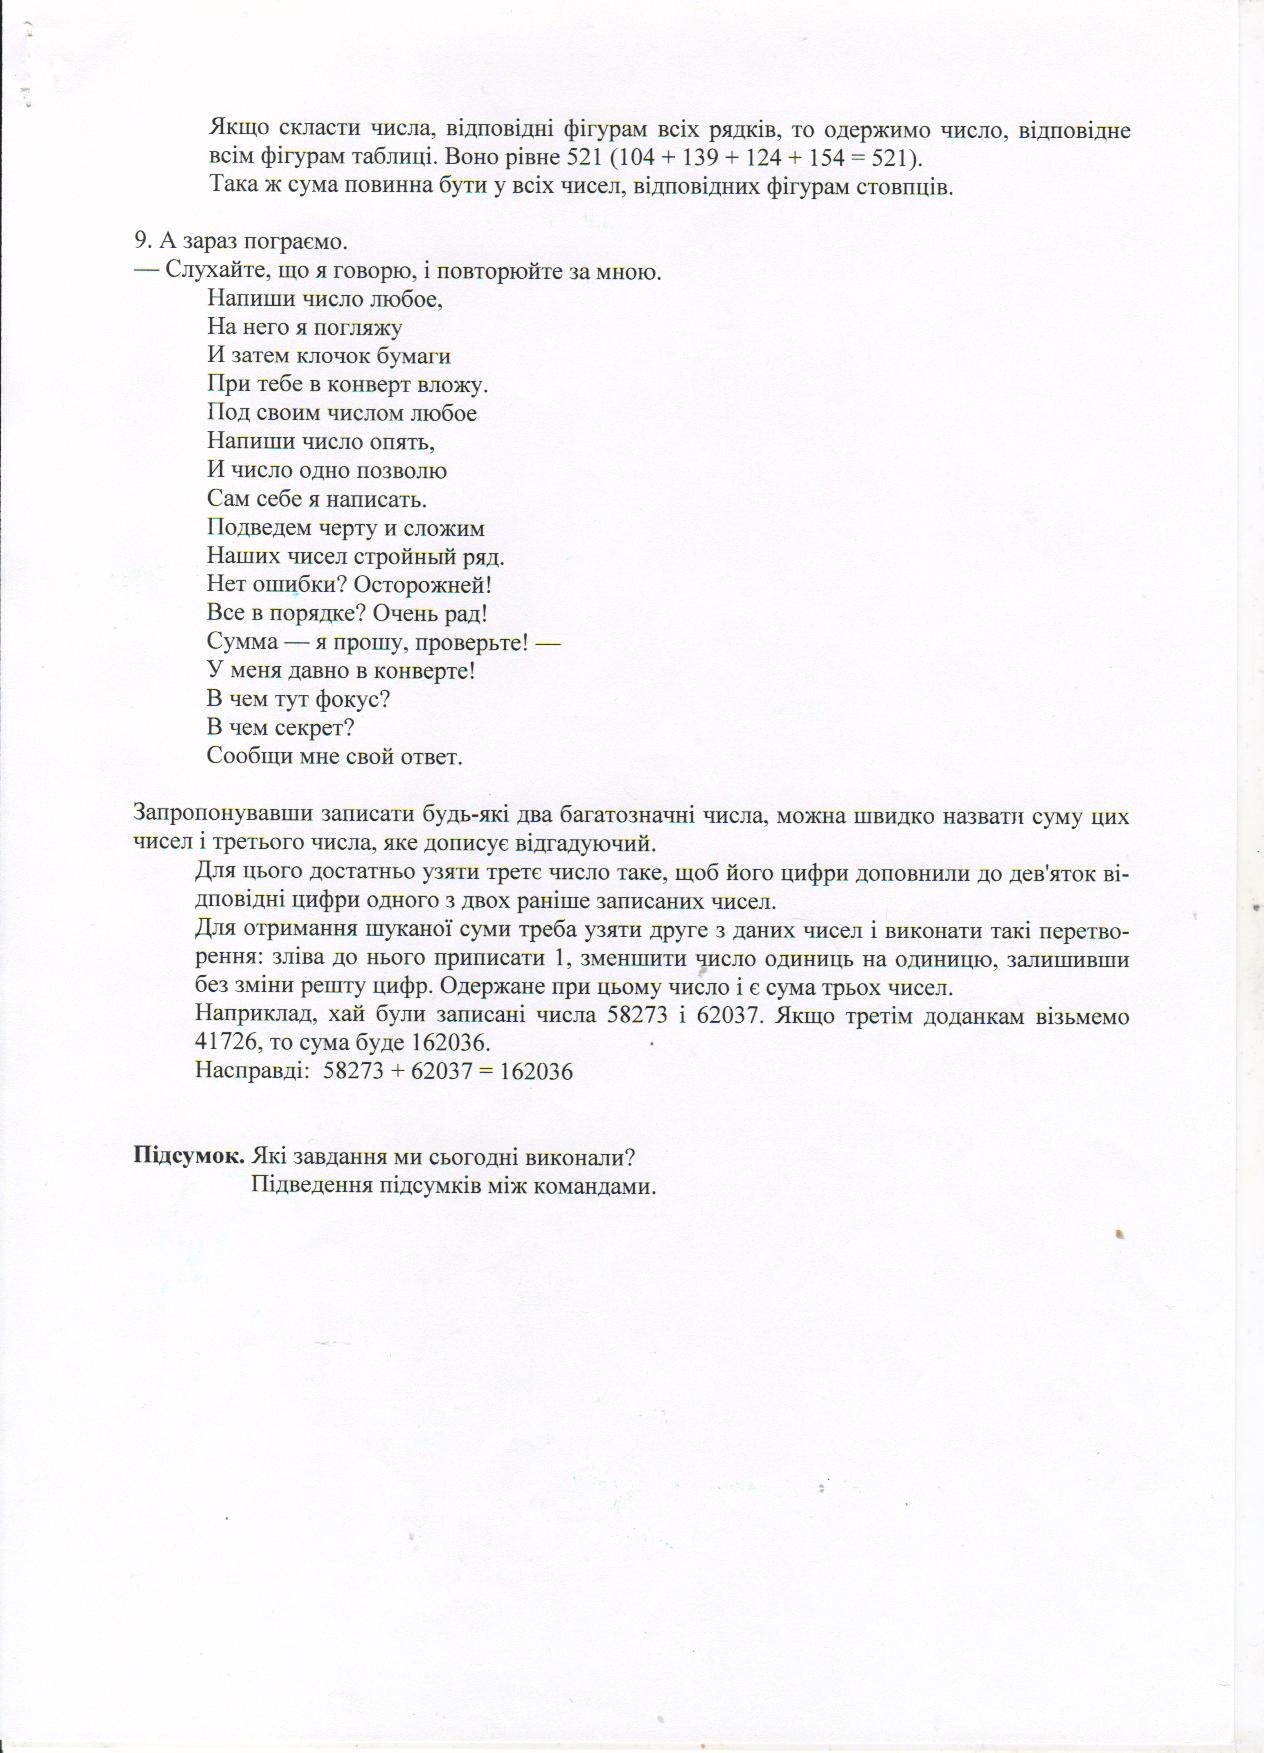 Якщо скласти числа, відповідні фігурам всіх рядків, то одержимо число, відповідне
всім фігурам таблиці. Воно рівне 521 (104 + 139 + 124 + 154 = 521).
Така ж сума повинна бути у всіх чисел, відповідних фігурам стовпців.
9. А зараз пограємо.
— Слухайте, що я говорю, і повторюйте за мною.
Напиши число любое,
На него я погляжу
И затем клочок бумаги
При тебе в конверт вложу.
Под своим числом любое
Напиши число опять,
И число одно позволю
Сам себе я написать.
Подведем черту и сложим
Наших чисел стройный ряд.
Нет ошибки? Осторожней!
Все в порядке? Очень рад!
Сумма — я прошу, проверьте! —
У меня давно в конверте!
В чем тут фокус?
В чем секрет?
Сообщи мне свой ответ.
Запропонувавши записати будь-які два багатозначні числа, можна швидко назвати суму цих
чисел і третього числа, яке дописує відгадуючий.
Для цього достатньо узяти третє число таке, щоб його цифри доповнили до дев'яток ві-
дповідні цифри одного з двох раніше записаних чисел.
Для отримання шуканої суми треба узяти друге з даних чисел і виконати такі перетво-
рення: зліва до нього приписати 1, зменшити число одиниць на одиницю, залишивши
без зміни решту цифр. Одержане при цьому число і є сума трьох чисел.
Наприклад, хай були записані числа 58273 і 62037. Якщо третім доданкам візьмемо
41726, то сума буде 162036.
Насправді:  58273 + 62037 = 162036
Підсумок. Які завдання ми сьогодні виконали?
Підведення підсумків між командами.